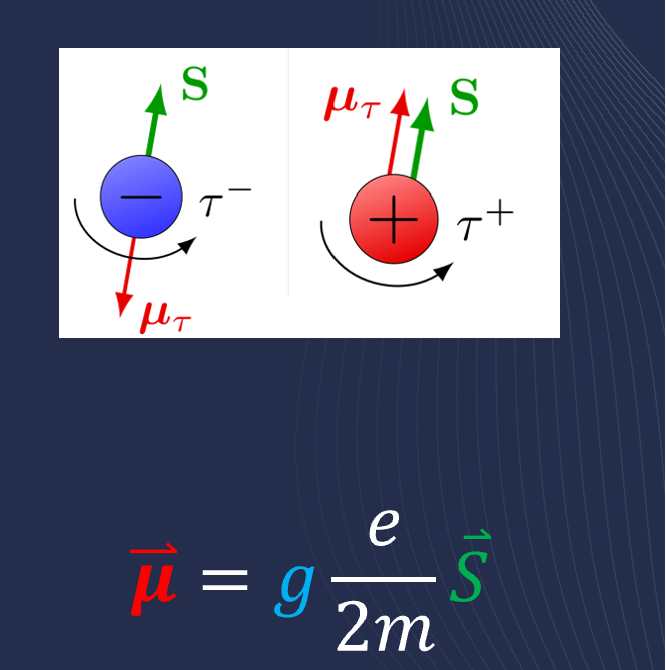 S
μτ S
− τ⁻
+ τ⁺
μτ
μ⃗ = g e/2m S⃗